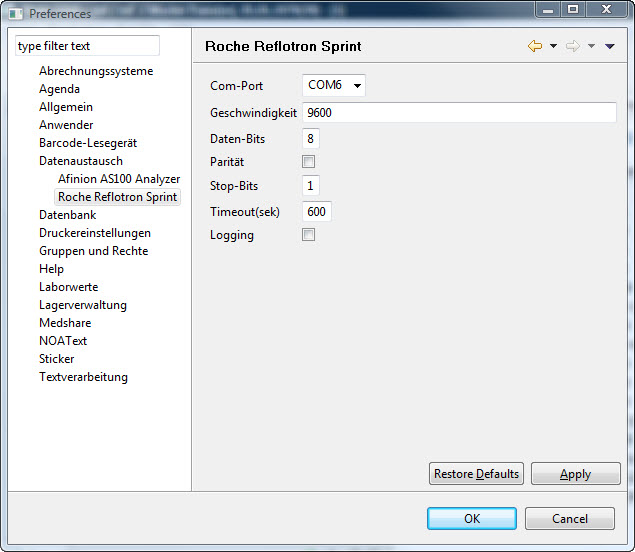 Preferences
type filter text
Abrechnungssysteme
Agenda
Allgemein
Anwender
Barcode-Lesegerät
Datenaustausch
Afinion AS100 Analyzer
Roche Reflotron Sprint
Datenbank
Druckereinstellungen
Gruppen und Rechte
Help
Laborwerte
Lagerverwaltung
Medshare
NOAText
Sticker
Textverarbeitung
Roche Reflotron Sprint
Com-Port COM6
Geschwindigkeit 9600
Daten-Bits 8
Parität
Stop-Bits 1
Timeout(sek) 600
Logging
Restore Defaults Apply
OK Cancel